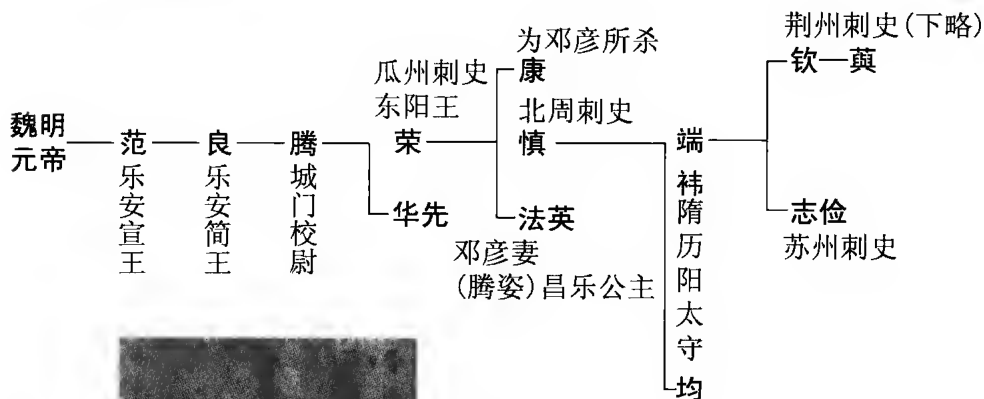 荆州刺史(下略)
钦—䕒
为邓彦所杀
康
瓜州刺史
东阳王
北周刺史
魏明
元帝
范
乐安宣王
良
乐安简王
腾
城门校尉
荣
慎
端
祎
隋历阳太守
华先
法英
志俭
苏州刺史
邓彦妻
(腾姿)昌乐公主
均